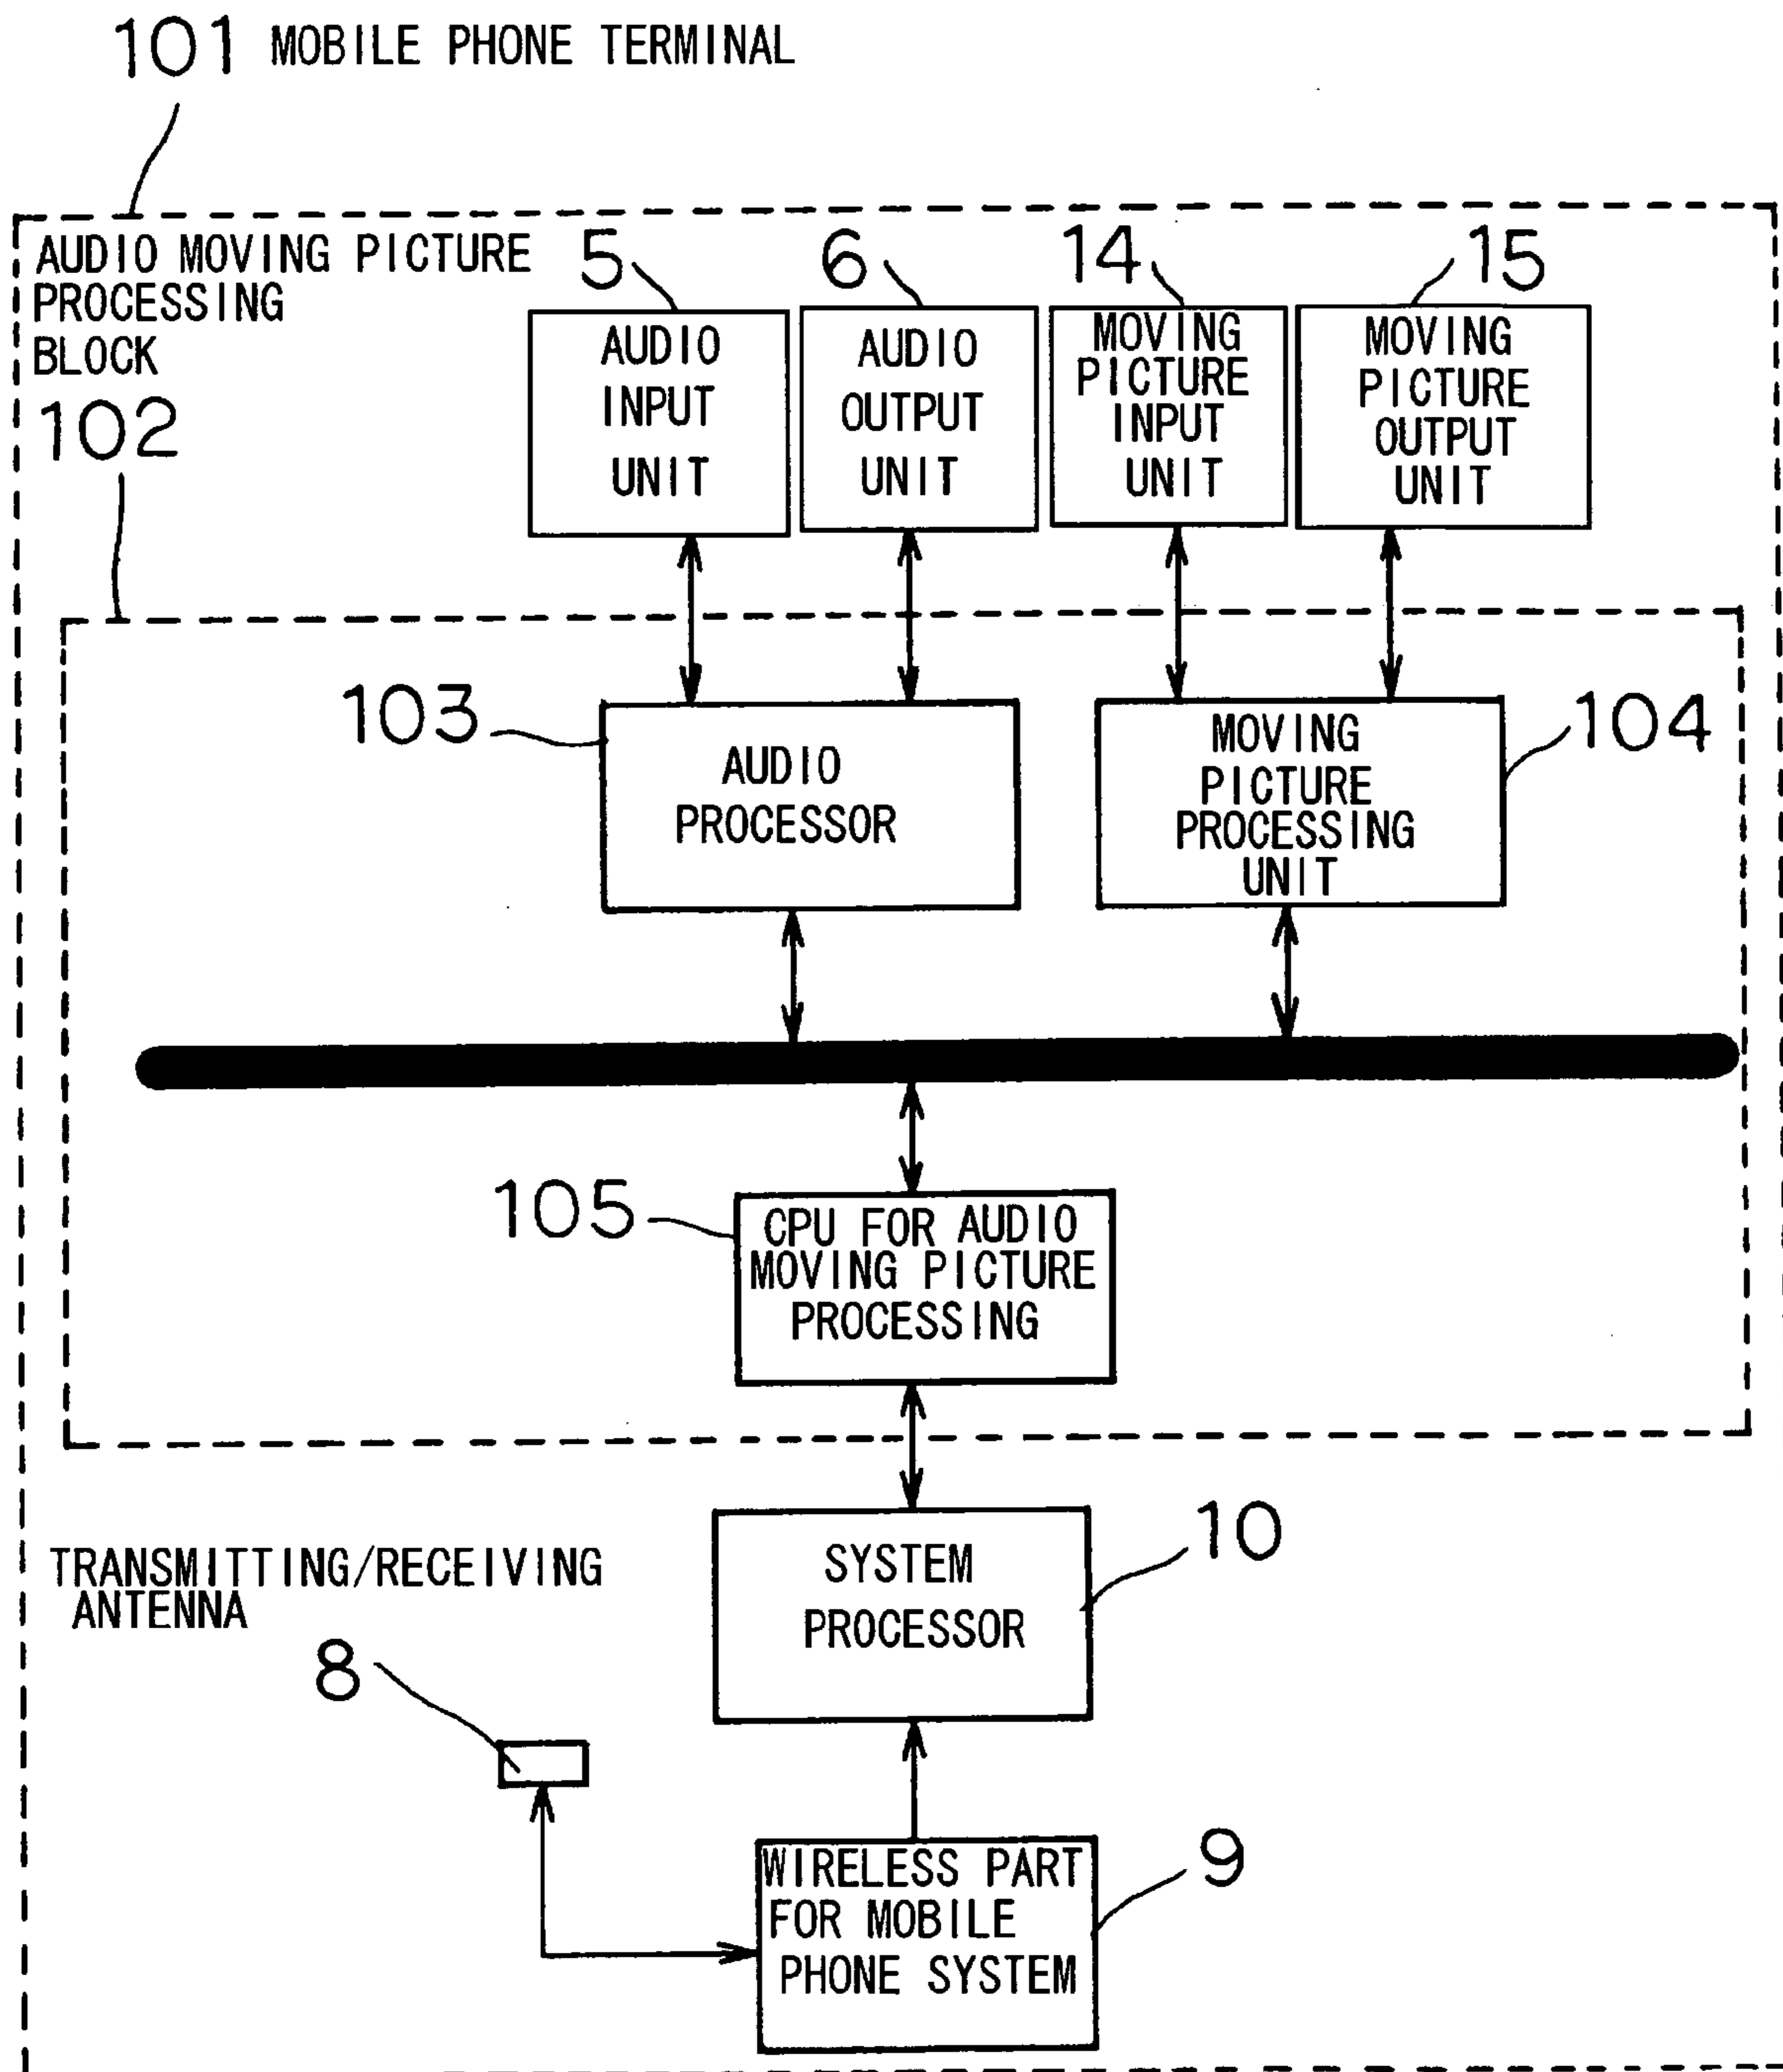 101 MOBILE PHONE TERMINAL
AUDIO MOVING PICTURE
PROCESSING
BLOCK
102
5
6
14
15
AUDIO
INPUT
UNIT
AUDIO
OUTPUT
UNIT
MOVING
PICTURE
INPUT
UNIT
MOVING
PICTURE
OUTPUT
UNIT
103
AUDIO
PROCESSOR
MOVING
PICTURE
PROCESSING
UNIT
104
105
CPU FOR AUDIO
MOVING PICTURE
PROCESSING
SYSTEM
PROCESSOR
10
TRANSMITTING/RECEIVING
ANTENNA
8
WIRELESS PART
FOR MOBILE
PHONE SYSTEM
9